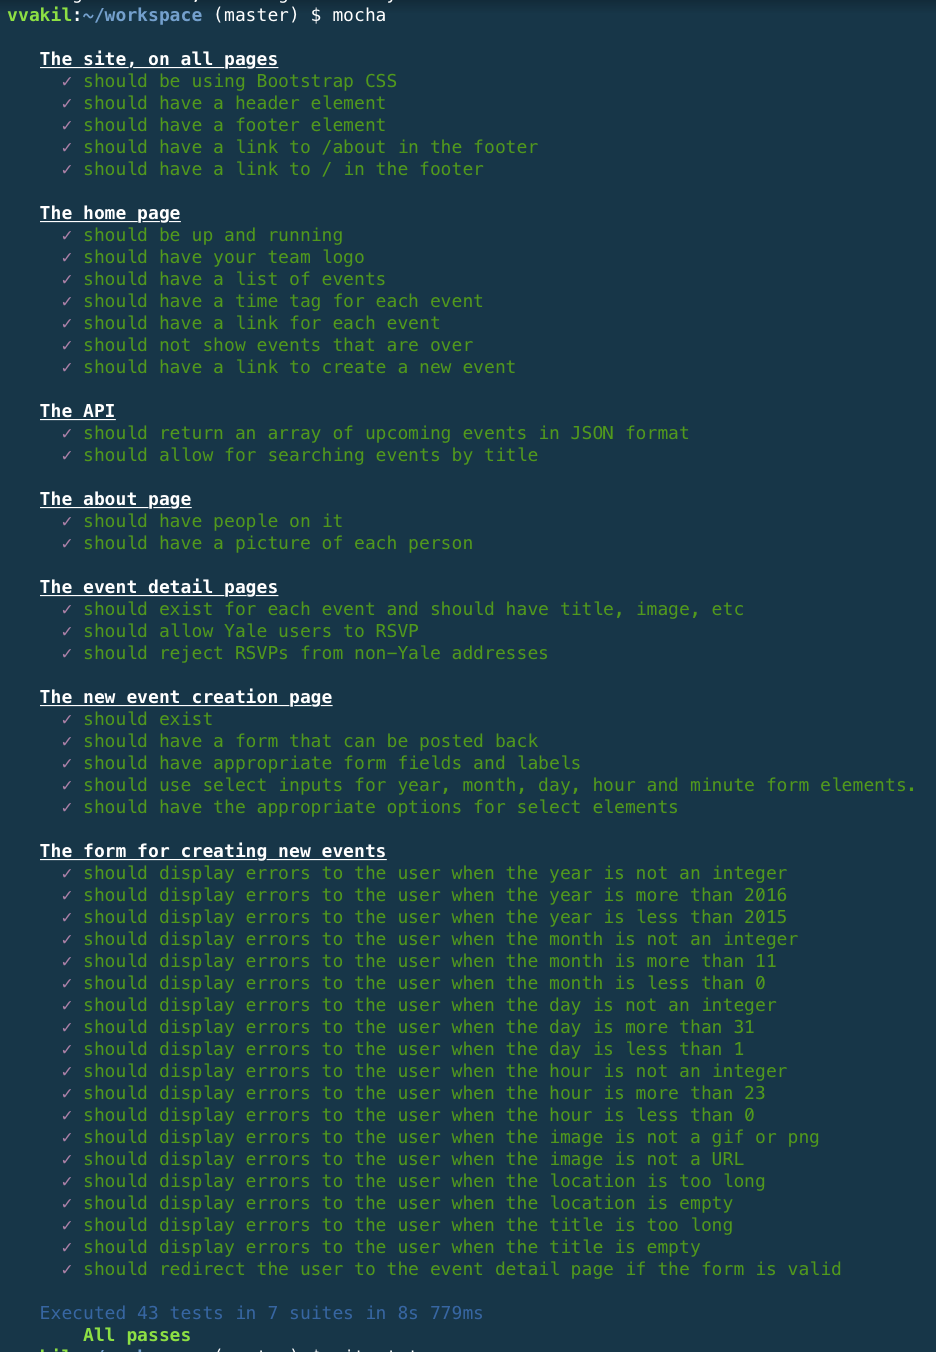 vvakil:~/workspace (master) $ mocha
The site, on all pages
✓ should be using Bootstrap CSS
✓ should have a header element
✓ should have a footer element
✓ should have a link to /about in the footer
✓ should have a link to / in the footer
The home page
✓ should be up and running
✓ should have your team logo
✓ should have a list of events
✓ should have a time tag for each event
✓ should have a link for each event
✓ should not show events that are over
✓ should have a link to create a new event
The API
✓ should return an array of upcoming events in JSON format
✓ should allow for searching events by title
The about page
✓ should have people on it
✓ should have a picture of each person
The event detail pages
✓ should exist for each event and should have title, image, etc
✓ should allow Yale users to RSVP
✓ should reject RSVPs from non-Yale addresses
The new event creation page
✓ should exist
✓ should have a form that can be posted back
✓ should have appropriate form fields and labels
✓ should use select inputs for year, month, day, hour and minute form elements.
✓ should have the appropriate options for select elements
The form for creating new events
✓ should display errors to the user when the year is not an integer
✓ should display errors to the user when the year is more than 2016
✓ should display errors to the user when the year is less than 2015
✓ should display errors to the user when the month is not an integer
✓ should display errors to the user when the month is more than 11
✓ should display errors to the user when the month is less than 0
✓ should display errors to the user when the day is not an integer
✓ should display errors to the user when the day is more than 31
✓ should display errors to the user when the day is less than 1
✓ should display errors to the user when the hour is not an integer
✓ should display errors to the user when the hour is more than 23
✓ should display errors to the user when the hour is less than 0
✓ should display errors to the user when the image is not a gif or png
✓ should display errors to the user when the image is not a URL
✓ should display errors to the user when the location is too long
✓ should display errors to the user when the location is empty
✓ should display errors to the user when the title is too long
✓ should display errors to the user when the title is empty
✓ should redirect the user to the event detail page if the form is valid
Executed 43 tests in 7 suites in 8s 779ms
All passes